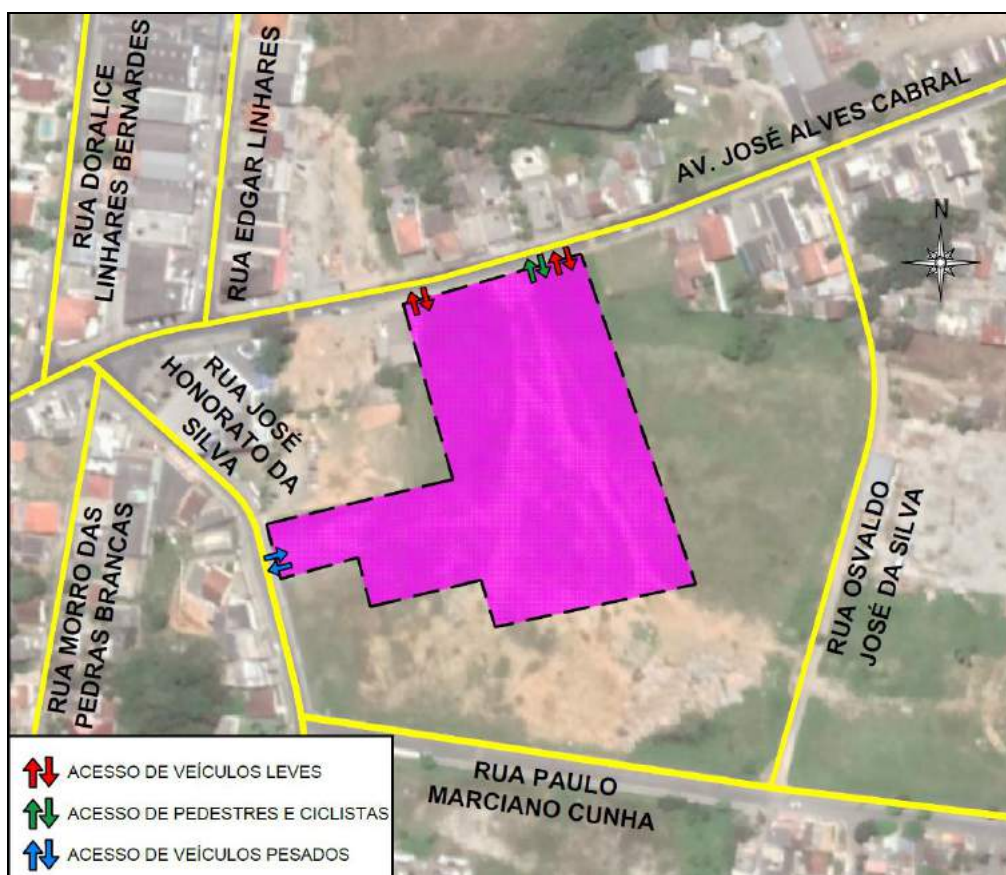 RUA DORALICE
LINHARES BERNARDES
RUA EDGAR LINHARES
AV. JOSÉ ALVES CABRAL
N
RUA JOSÉ
HONORATO DA
SILVA
RUA MORRO DAS
PEDRAS BRANCAS
RUA OSVALDO
JOSÉ DA SILVA
RUA PAULO
MARCIANO CUNHA
ACESSO DE VEÍCULOS LEVES
ACESSO DE PEDESTRES E CICLISTAS
ACESSO DE VEÍCULOS PESADOS